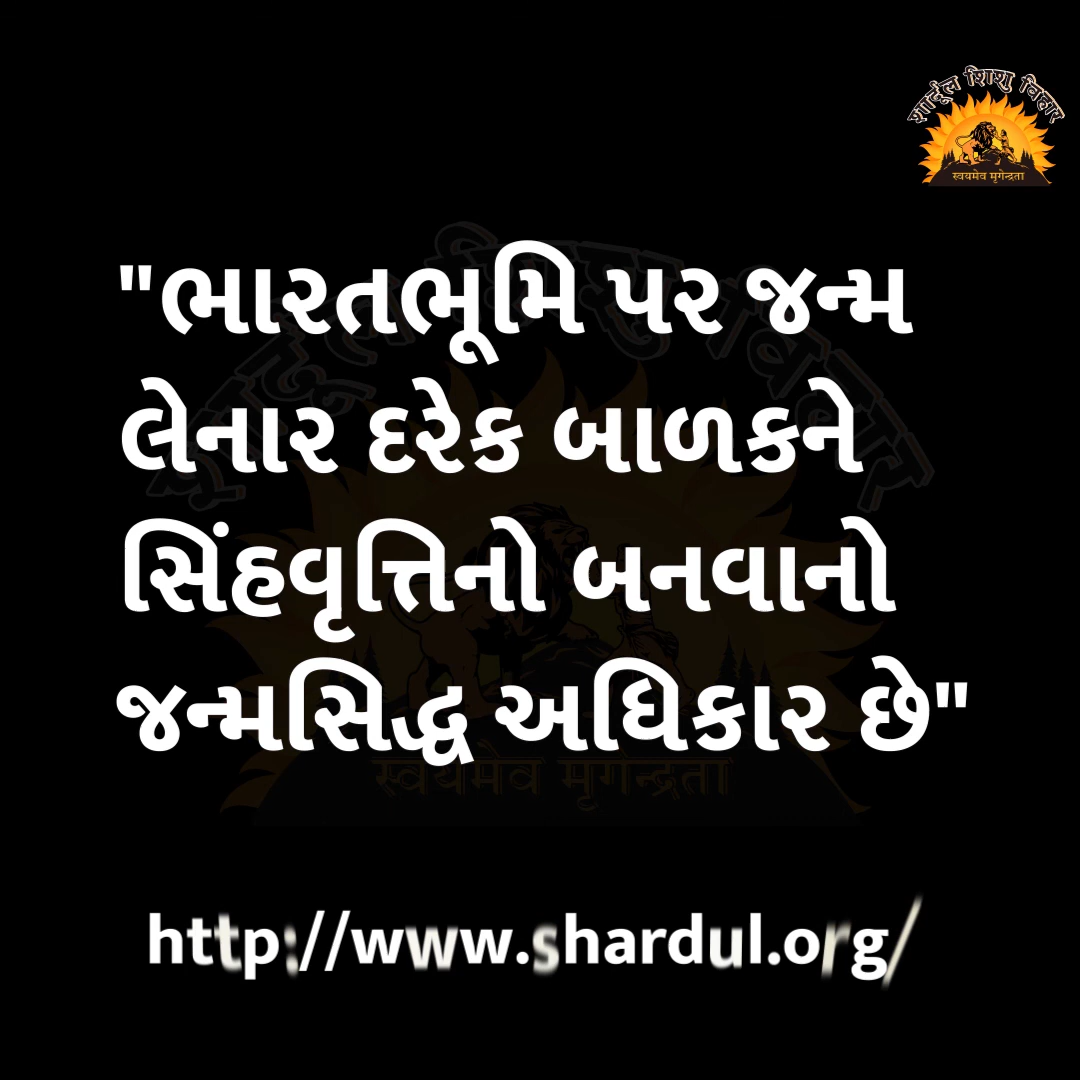 शार्दूल शिशु विहार
स्वयमेव मृगेन्द्रता
"ભારતભૂમિ પર જન્મ
લેનાર દરેક બાળકને
સિંહવૃત્તિનો બનવાનો
જન્મસિદ્ધ અધિકાર છે"
स्वयमेव मृगेन्द्रता
http://www.shardul.org/